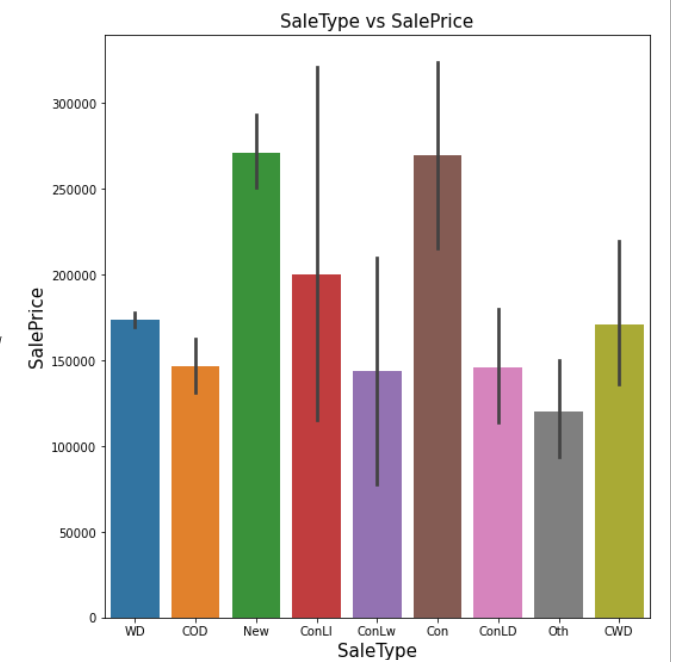 SaleType vs SalePrice
300000
250000
200000
150000
100000
50000
0
SalePrice
WD COD New ConLI ConLw Con ConLD Oth CWD
SaleType